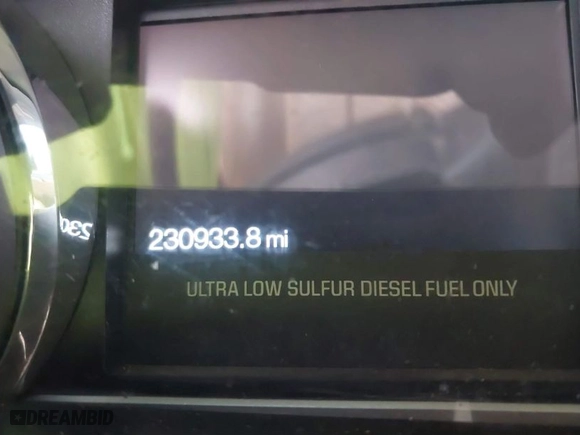 230933.8 mi
ULTRA LOW SULFUR DIESEL FUEL ONLY
DREAMBID